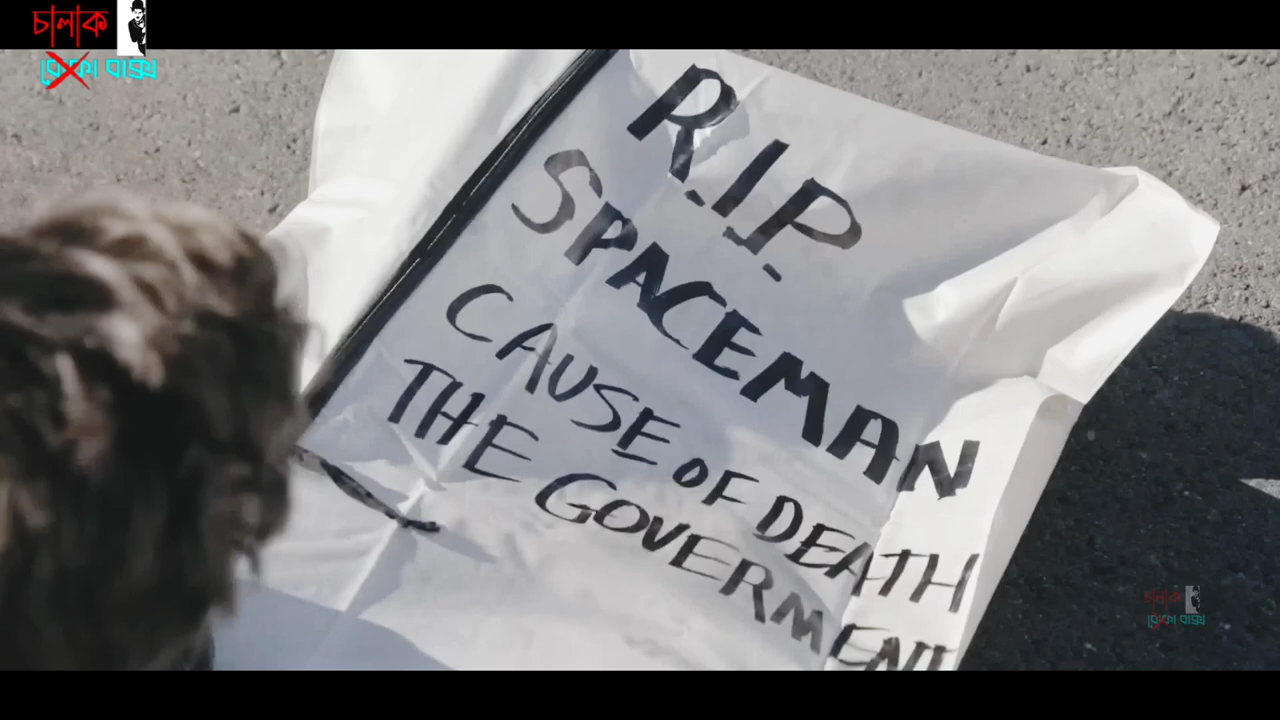 চালাক
বোকা বাক্স
R.I.P.
SPACEMAN
CAUSE OF DEATH
THE GOVERMENT
চালাক
বোকা বাক্স